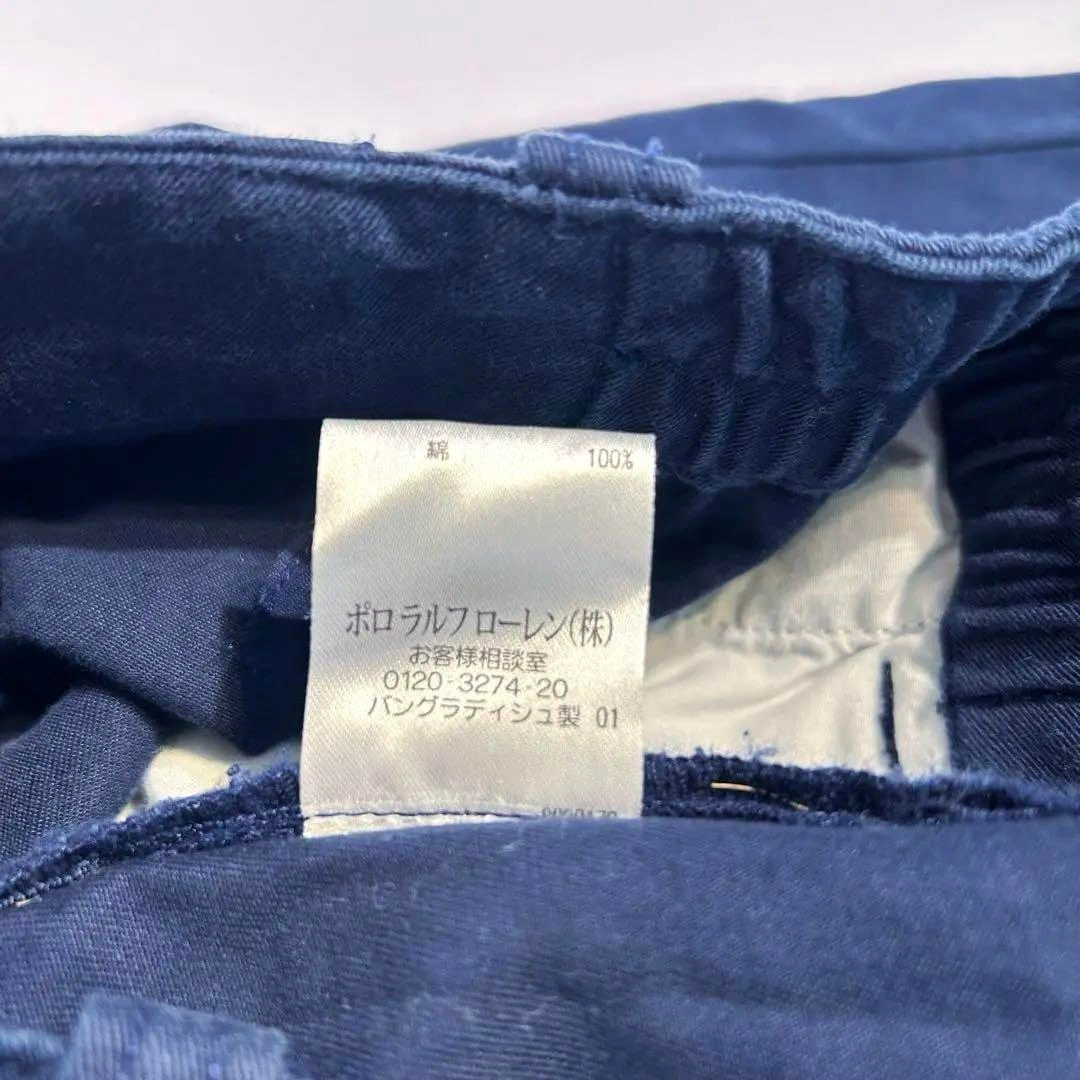 綿 100%
ポロ ラルフ ローレン(株)
お客様相談室
0120-3274-20
バングラディシュ製 01